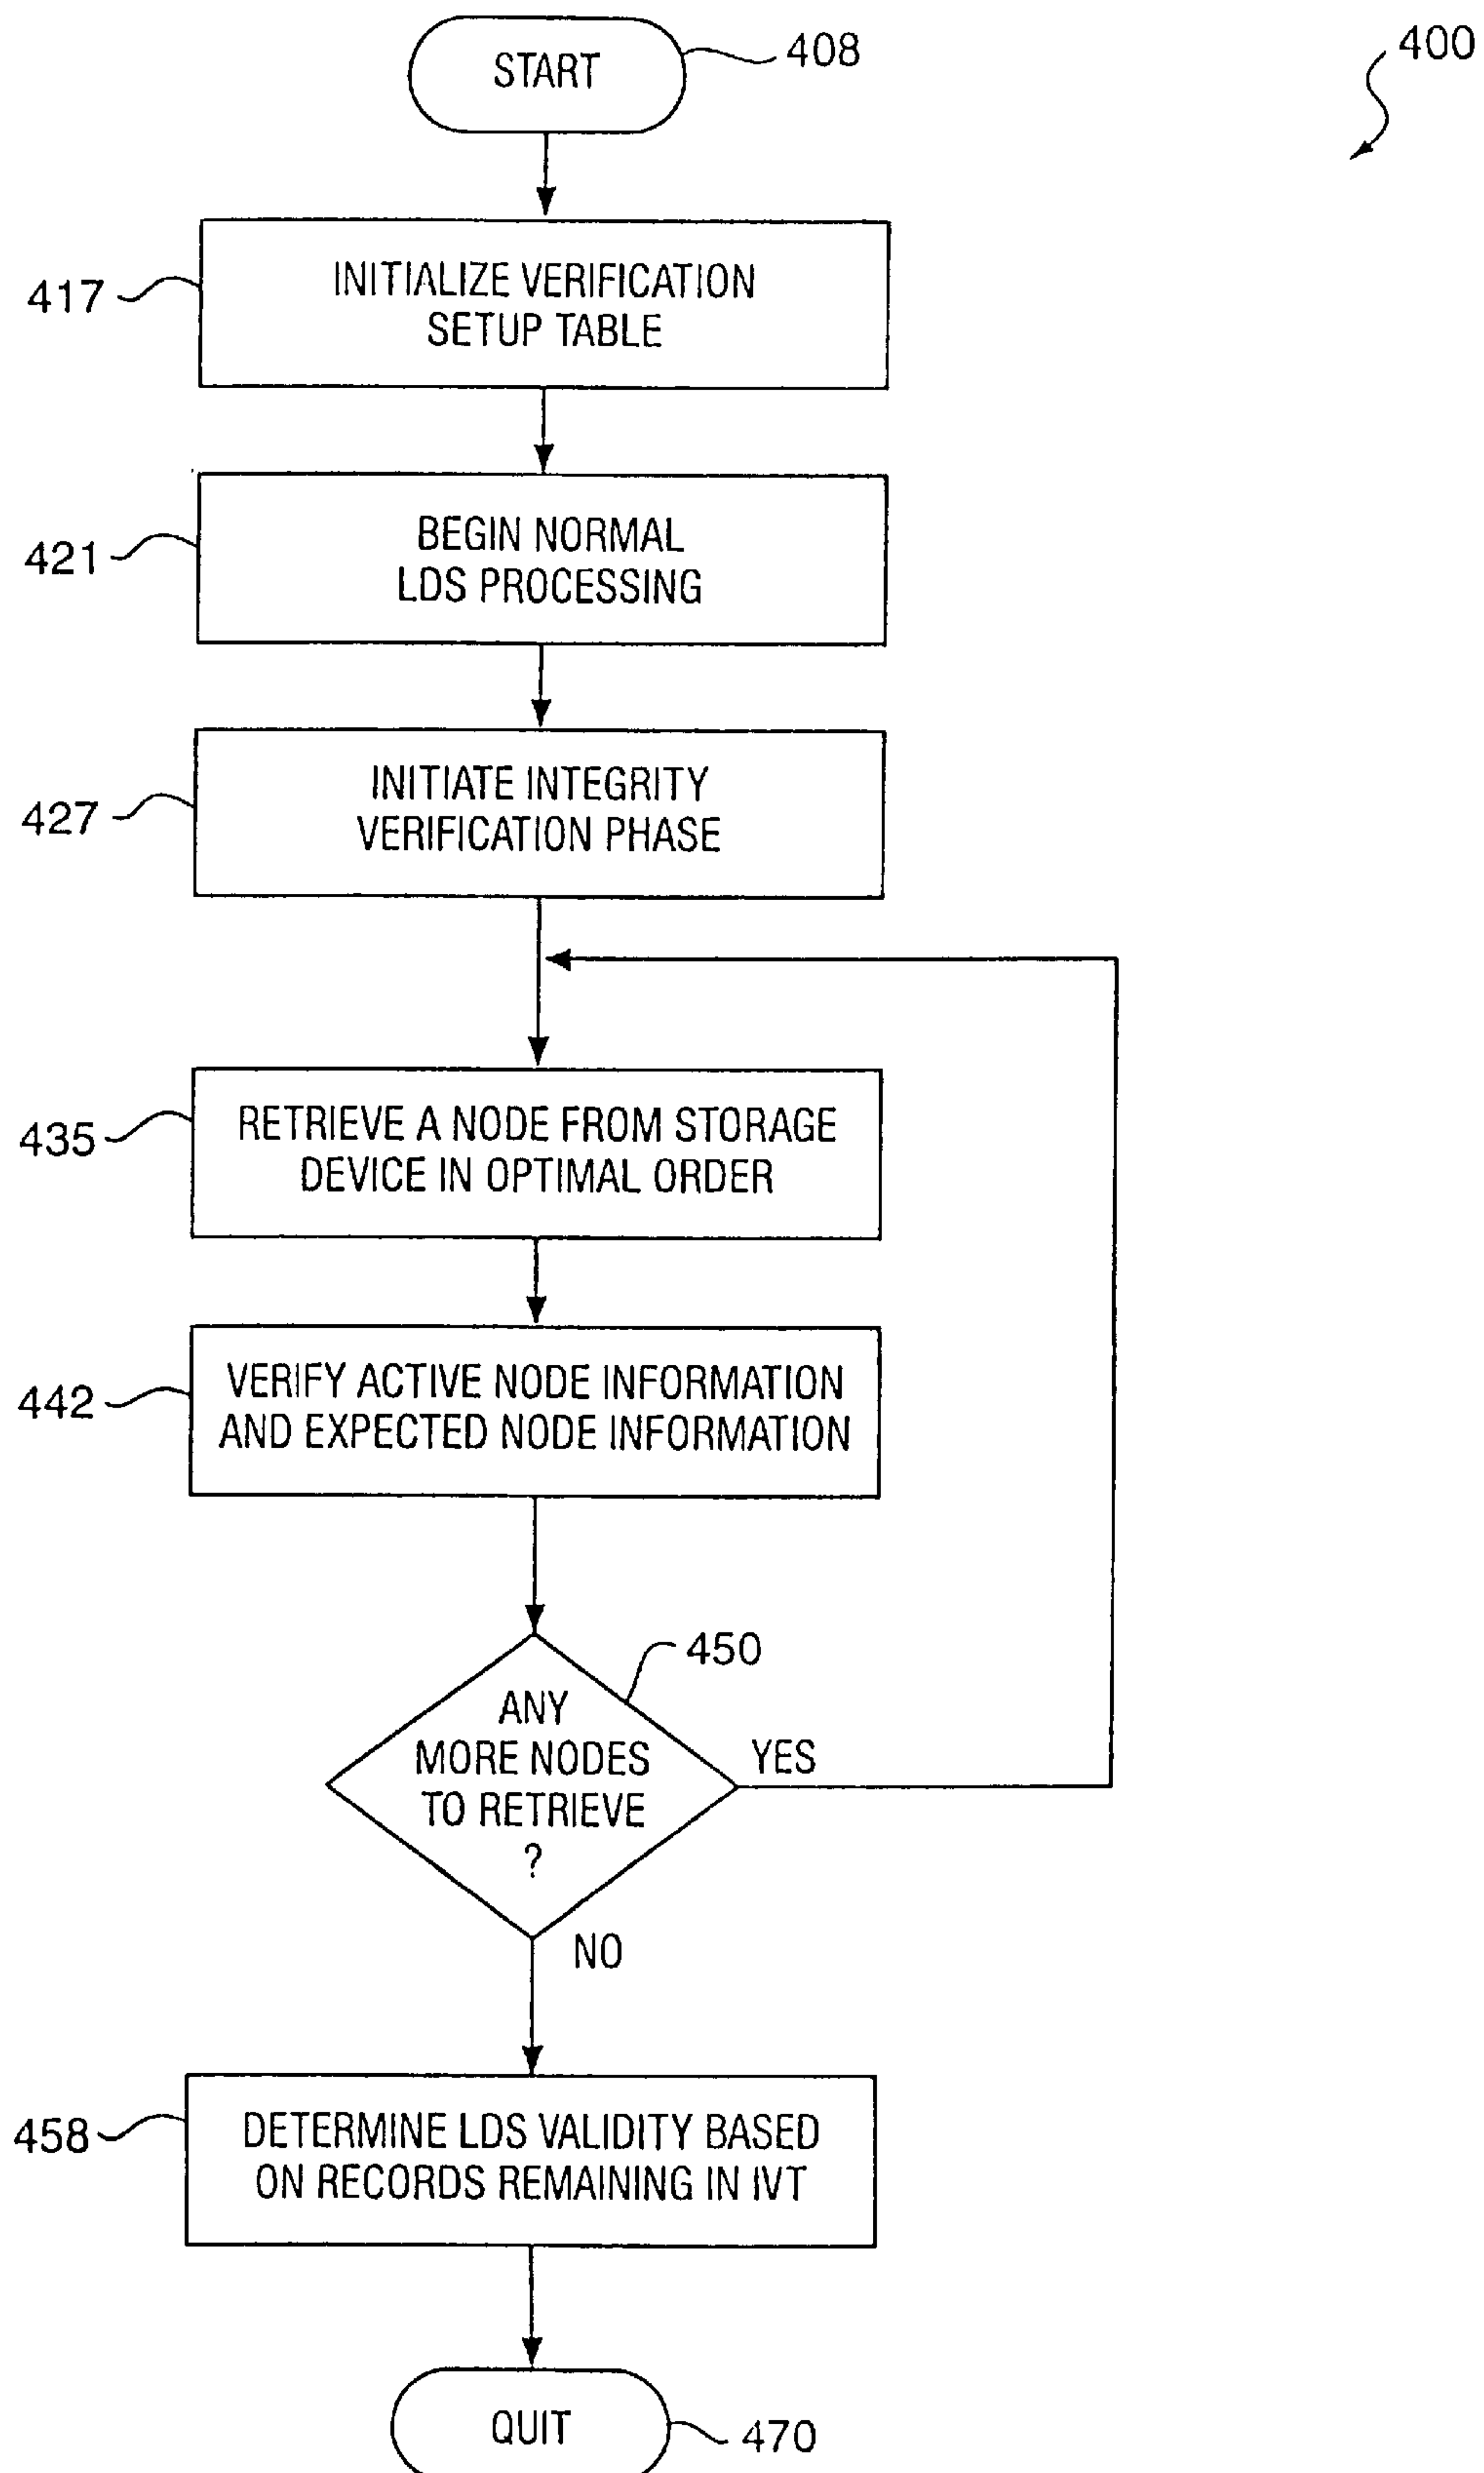 START
408
400
417
INITIALIZE VERIFICATION
SETUP TABLE
421
BEGIN NORMAL
LDS PROCESSING
427
INITIATE INTEGRITY
VERIFICATION PHASE
435
RETRIEVE A NODE FROM STORAGE
DEVICE IN OPTIMAL ORDER
442
VERIFY ACTIVE NODE INFORMATION
AND EXPECTED NODE INFORMATION
450
ANY
MORE NODES
TO RETRIEVE
?
YES
NO
458
DETERMINE LDS VALIDITY BASED
ON RECORDS REMAINING IN IVT
QUIT
470